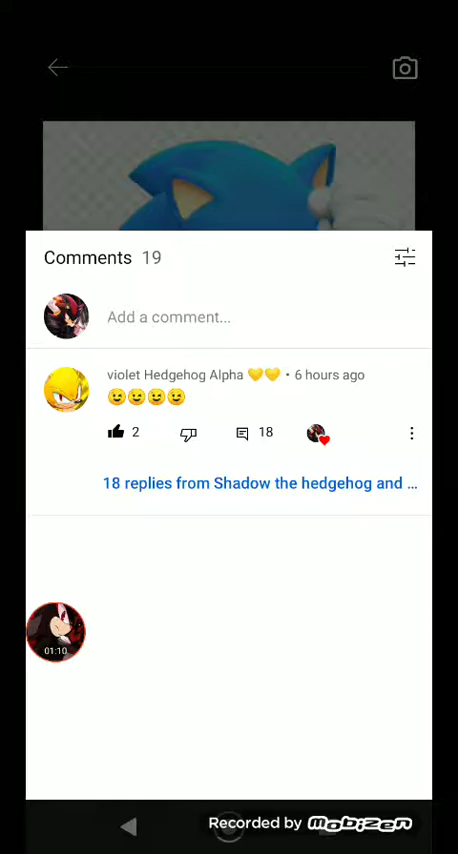 Comments 19
Add a comment...
violet Hedgehog Alpha 💛💛 • 6 hours ago
😉😉😉😉
2
18
18 replies from Shadow the hedgehog and ...
01:10
Recorded by mobizen